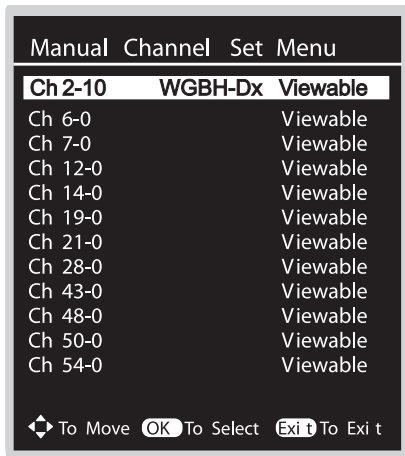 Manual Channel Set Menu
Ch 2-10 WGBH-Dx Viewable
Ch 6-0 Viewable
Ch 7-0 Viewable
Ch 12-0 Viewable
Ch 14-0 Viewable
Ch 19-0 Viewable
Ch 21-0 Viewable
Ch 28-0 Viewable
Ch 43-0 Viewable
Ch 48-0 Viewable
Ch 50-0 Viewable
Ch 54-0 Viewable
To Move OK To Select Exi t To Exi t